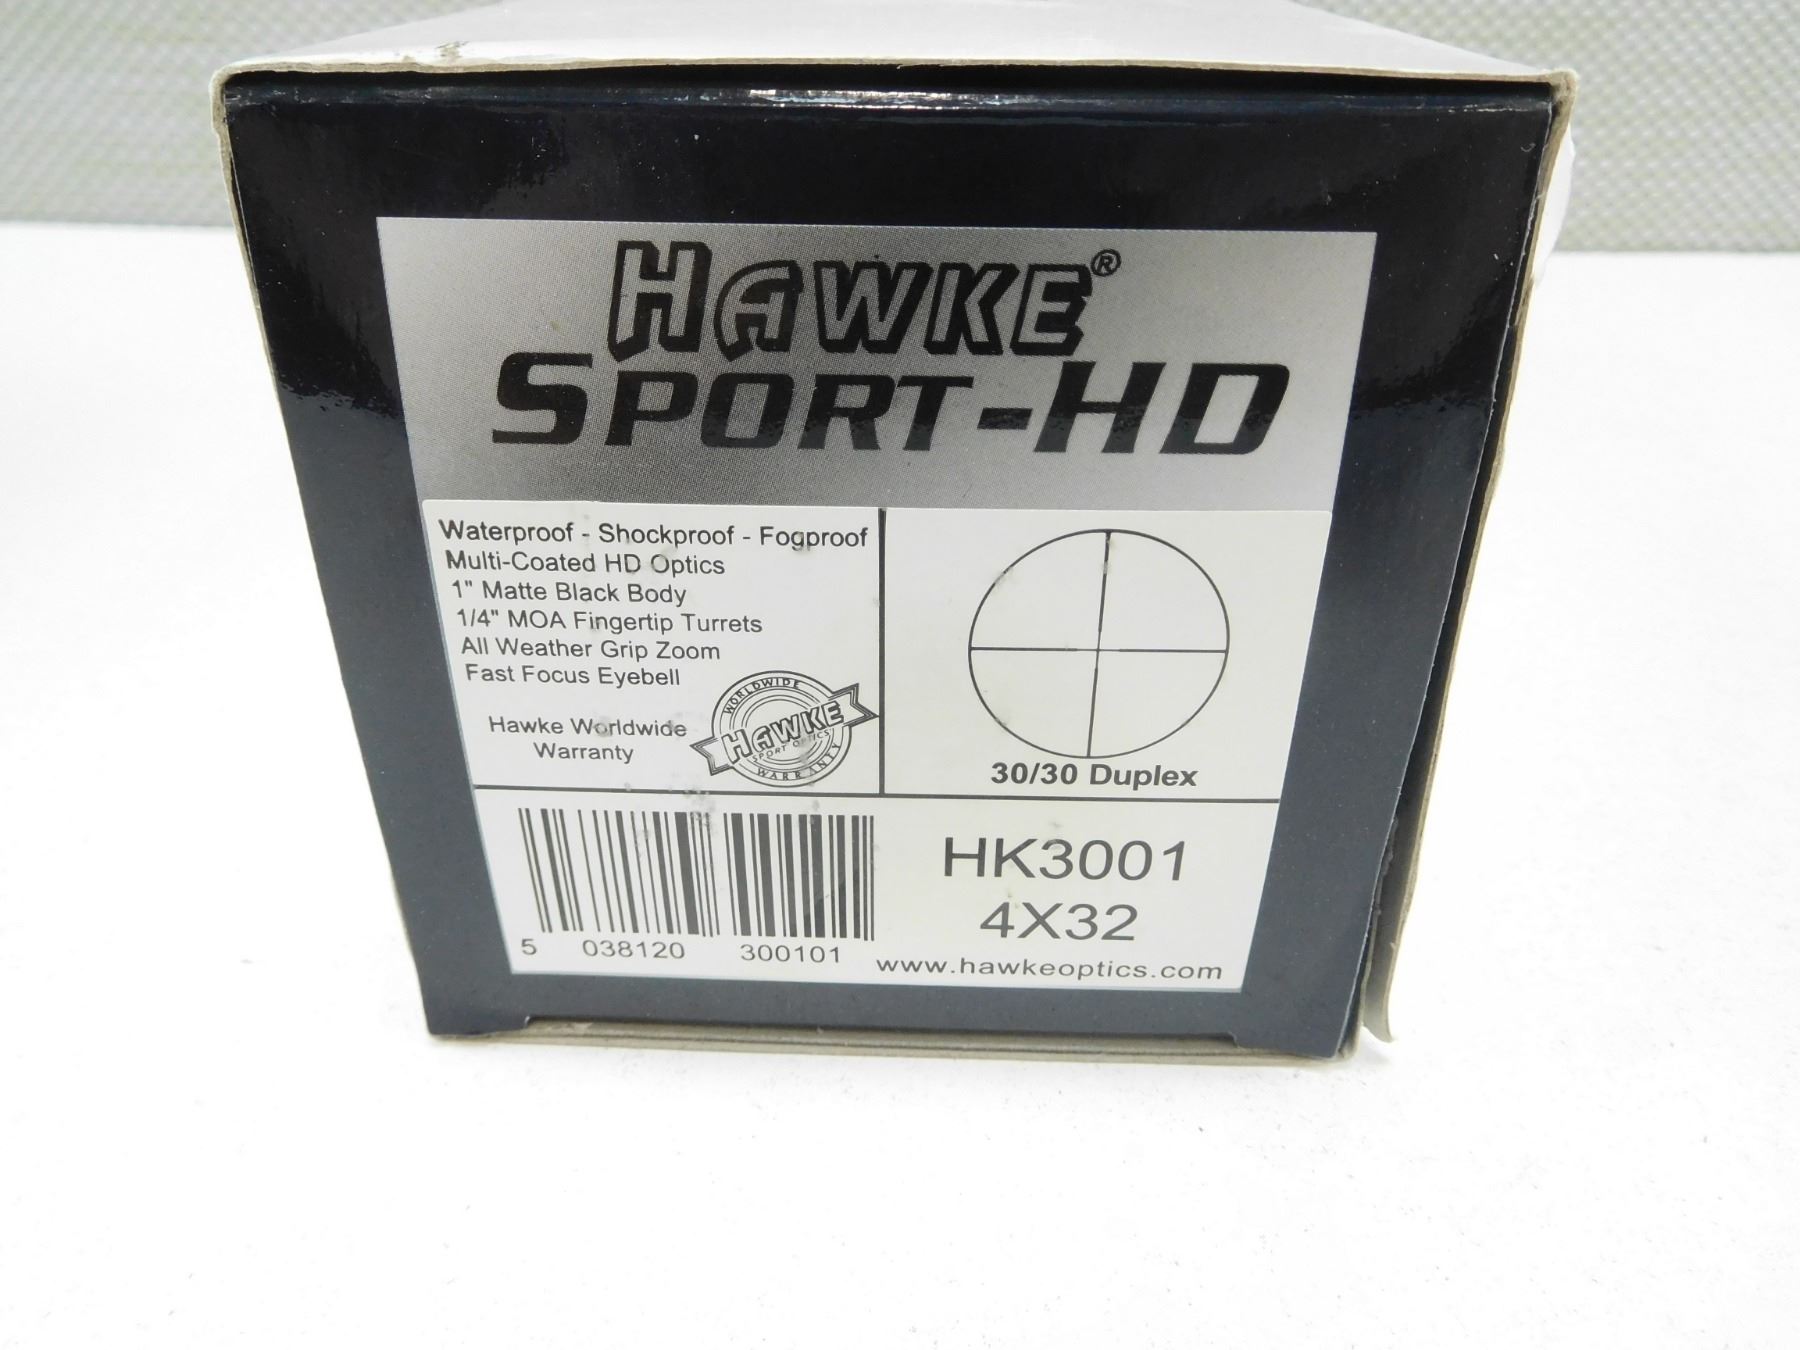 HAWKE®
SPORT-HD
Waterproof - Shockproof - Fogproof
Multi-Coated HD Optics
1" Matte Black Body
1/4" MOA Fingertip Turrets
All Weather Grip Zoom
Fast Focus Eyebell
Hawke Worldwide
Warranty
WORLDWIDE
HAWKE
SPORT OPTICS
WARRANTY
30/30 Duplex
HK3001
4X32
5 038120 300101
www.hawkeoptics.com